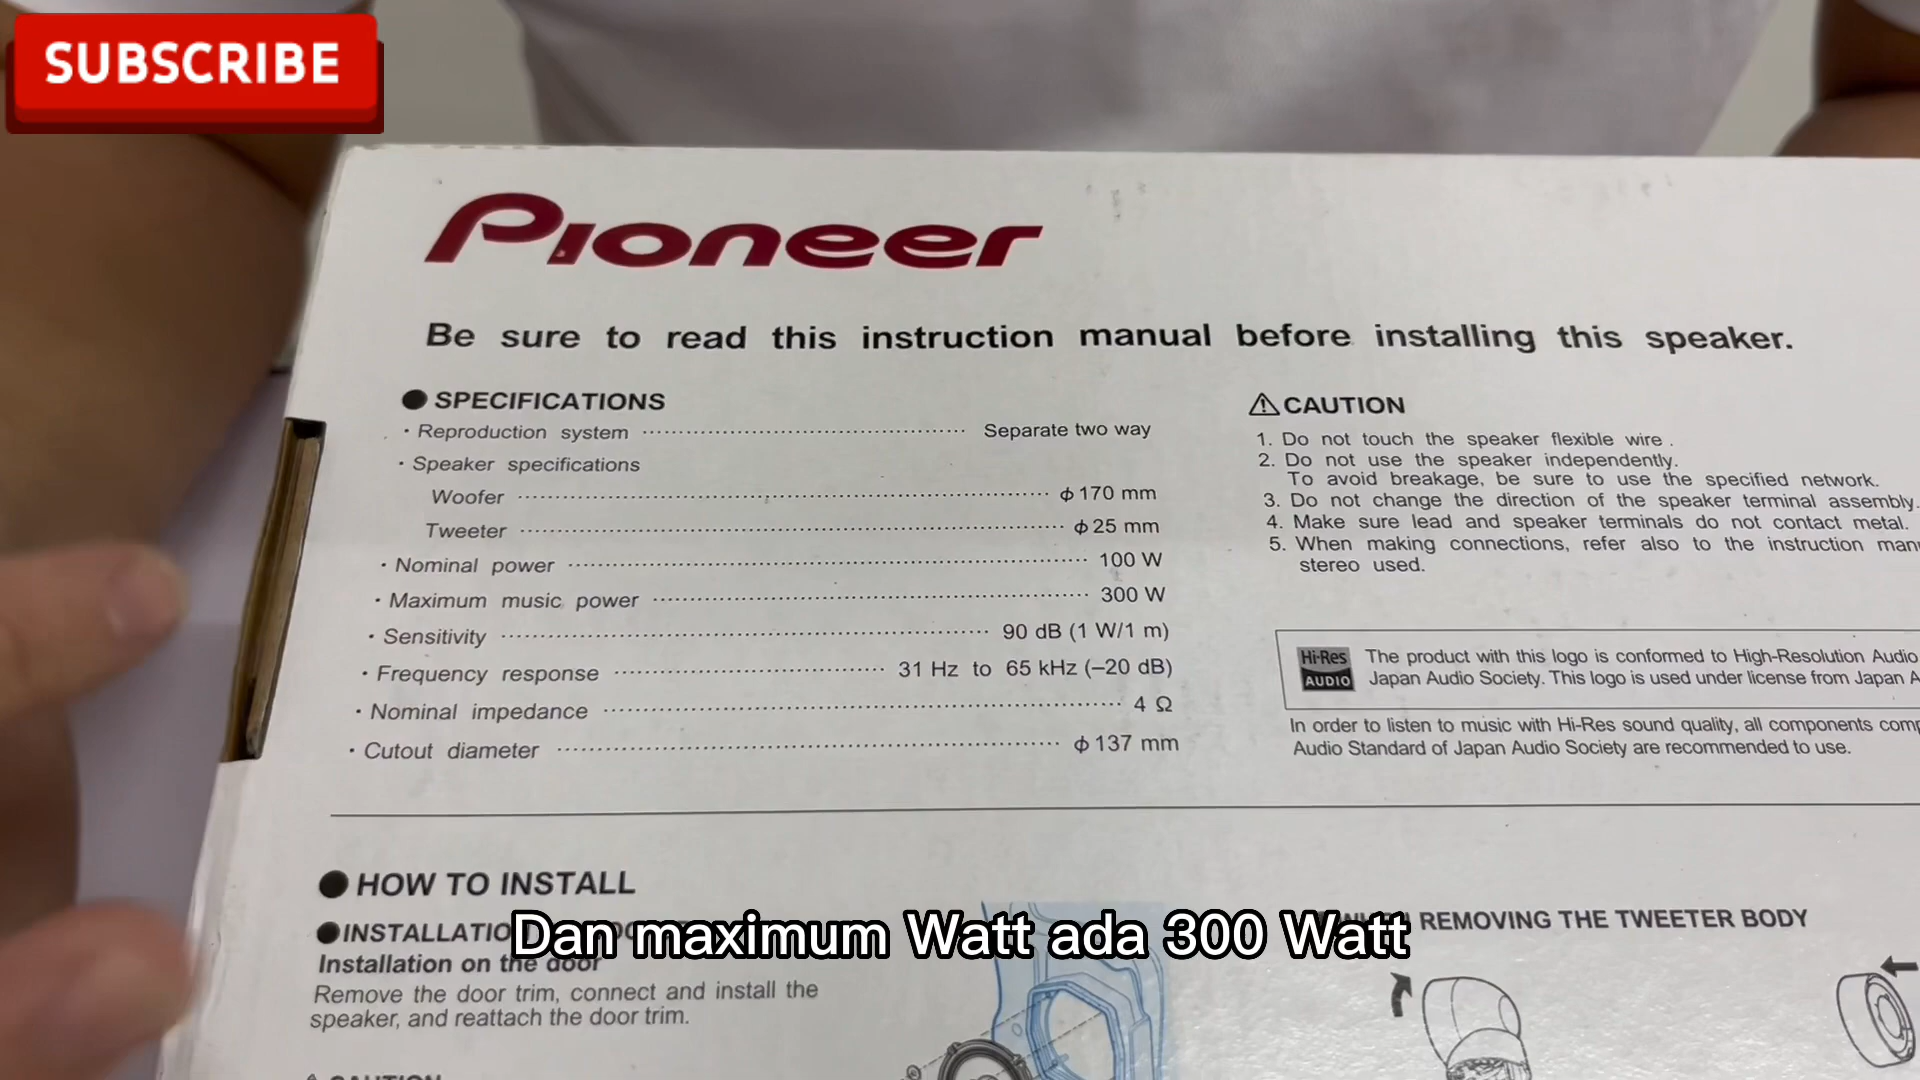 SUBSCRIBE
Pioneer
Be sure to read this instruction manual before installing this speaker.
● SPECIFICATIONS
・Reproduction system ········ Separate two way
・Speaker specifications
Woofer ········ φ170 mm
Tweeter ········ φ25 mm
・Nominal power ········ 100 W
・Maximum music power ········ 300 W
・Sensitivity ········ 90 dB (1 W/1 m)
・Frequency response ········ 31 Hz to 65 kHz (–20 dB)
・Nominal impedance ········ 4 Ω
・Cutout diameter ········ φ137 mm
⚠ CAUTION
1. Do not touch the speaker flexible wire .
2. Do not use the speaker independently.
To avoid breakage, be sure to use the specified network.
3. Do not change the direction of the speaker terminal assembly.
4. Make sure lead and speaker terminals do not contact metal.
5. When making connections, refer also to the instruction
stereo used.
Hi-Res
AUDIO
The product with this logo is conformed to High-Resolution Audio
Japan Audio Society. This logo is used under license from Japan
In order to listen to music with Hi-Res sound quality, all components
Audio Standard of Japan Audio Society are recommended to use.
● HOW TO INSTALL
Installation on the door
Remove the door trim, connect and install the
speaker, and reattach the door trim.
REMOVING THE TWEETER BODY
Dan maximum Watt ada 300 Watt